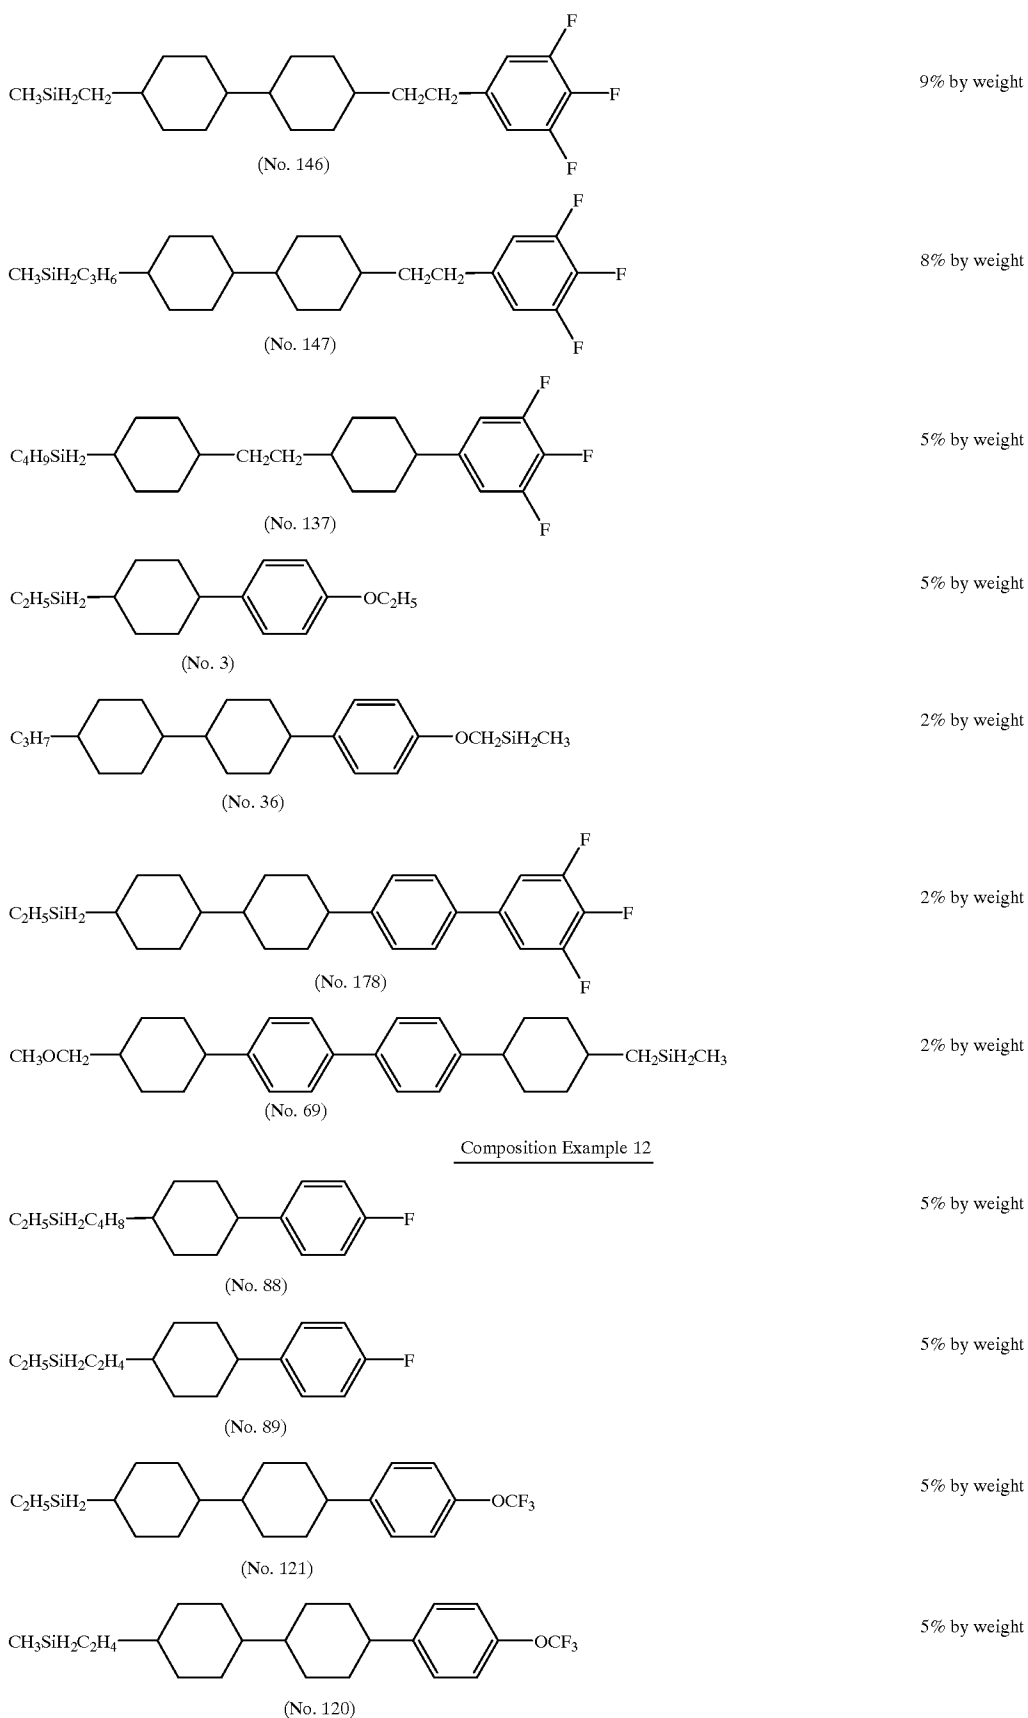 F
CH3SiH2CH2 CH2CH2 F 9% by weight
F
(No. 146)
F
CH3SiH2C3H6 CH2CH2 F 8% by weight
F
(No. 147)
F
C4H9SiH2 CH2CH2 F 5% by weight
F
(No. 137)
C2H5SiH2 OC2H5 5% by weight
(No. 3)
C3H7 OCH2SiH2CH3 2% by weight
(No. 36)
F
C2H5SiH2 F 2% by weight
F
(No. 178)
CH3OCH2 CH2SiH2CH3 2% by weight
(No. 69)
Composition Example 12
C2H5SiH2C4H8 F 5% by weight
(No. 88)
C2H5SiH2C2H4 F 5% by weight
(No. 89)
C2H5SiH2 OCF3 5% by weight
(No. 121)
CH3SiH2C2H4 OCF3 5% by weight
(No. 120)